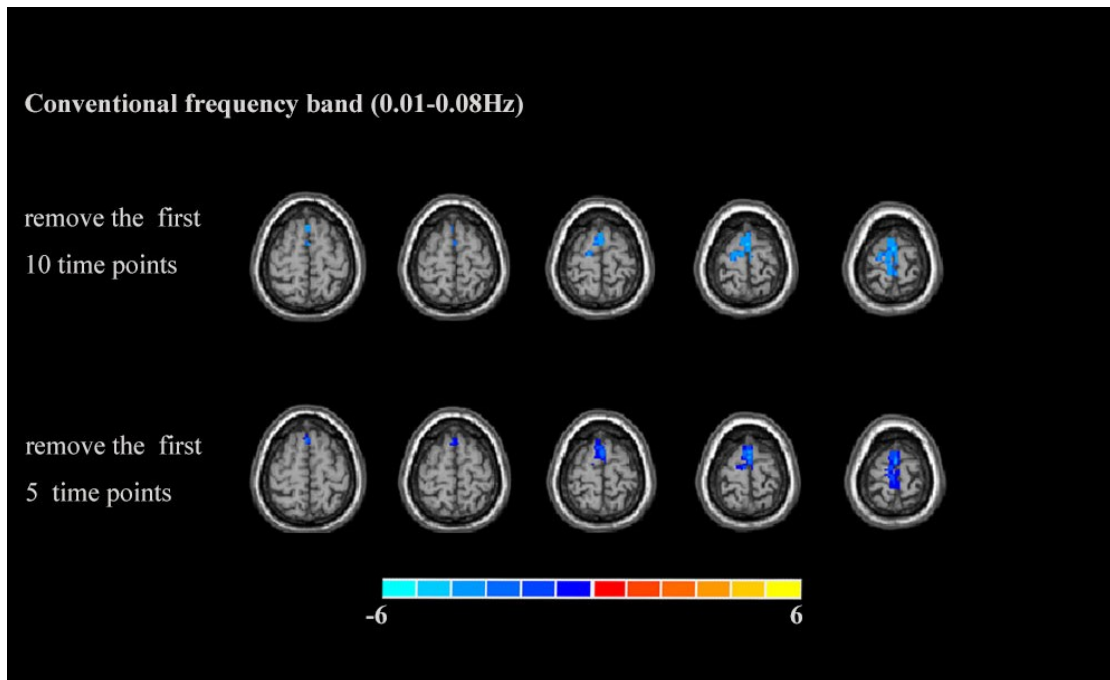 Conventional frequency band (0.01-0.08Hz)
remove the first
10 time points
remove the first
5 time points
-6 6